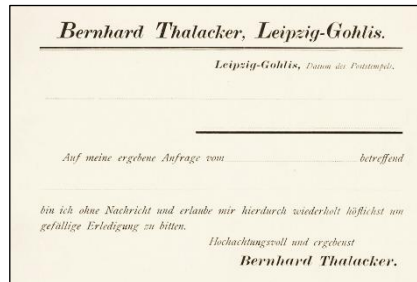 Bernhard Thalacker, Leipzig-Gohlis.
Leipzig-Gohlis, Datum des Poststempels.
Auf meine ergebene Anfrage vom betreffend
bin ich ohne Nachricht und erlaube mir hierdurch wiederholt höflichst um
gefällige Erledigung zu bitten.
Hochachtungsvoll und ergebenst
Bernhard Thalacker.